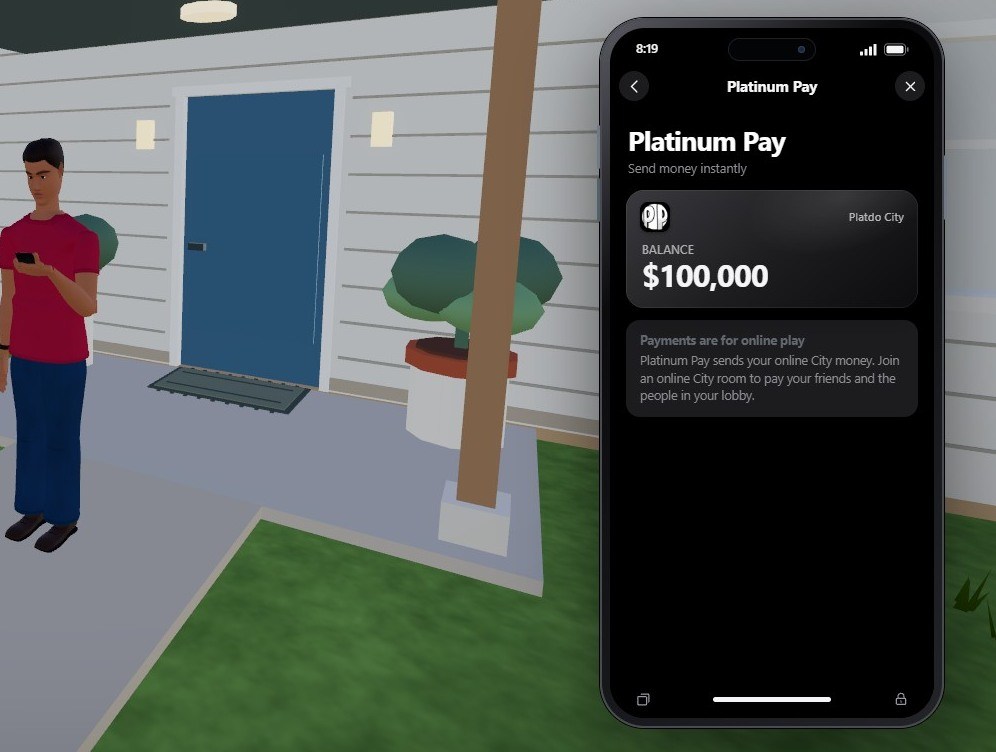 8:19
Platinum Pay
Platinum Pay
Send money instantly
PP
Platdo City
BALANCE
$100,000
Payments are for online play
Platinum Pay sends your online City money. Join
an online City room to pay your friends and the
people in your lobby.